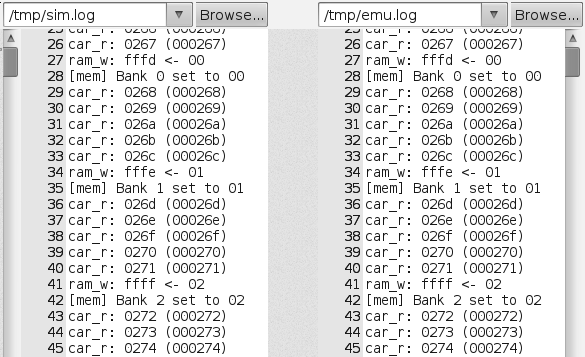 /tmp/sim.log Browse... /tmp/emu.log Browse...
25 car_r: 0266 (000266)
26 car_r: 0267 (000267)
27 ram_w: fffd <- 00
28 [mem] Bank 0 set to 00
29 car_r: 0268 (000268)
30 car_r: 0269 (000269)
31 car_r: 026a (00026a)
32 car_r: 026b (00026b)
33 car_r: 026c (00026c)
34 ram_w: fffe <- 01
35 [mem] Bank 1 set to 01
36 car_r: 026d (00026d)
37 car_r: 026e (00026e)
38 car_r: 026f (00026f)
39 car_r: 0270 (000270)
40 car_r: 0271 (000271)
41 ram_w: ffff <- 02
42 [mem] Bank 2 set to 02
43 car_r: 0272 (000272)
44 car_r: 0273 (000273)
45 car_r: 0274 (000274)
25 car_r: 0266 (000266)
26 car_r: 0267 (000267)
27 ram_w: fffd <- 00
28 [mem] Bank 0 set to 00
29 car_r: 0268 (000268)
30 car_r: 0269 (000269)
31 car_r: 026a (00026a)
32 car_r: 026b (00026b)
33 car_r: 026c (00026c)
34 ram_w: fffe <- 01
35 [mem] Bank 1 set to 01
36 car_r: 026d (00026d)
37 car_r: 026e (00026e)
38 car_r: 026f (00026f)
39 car_r: 0270 (000270)
40 car_r: 0271 (000271)
41 ram_w: ffff <- 02
42 [mem] Bank 2 set to 02
43 car_r: 0272 (000272)
44 car_r: 0273 (000273)
45 car_r: 0274 (000274)